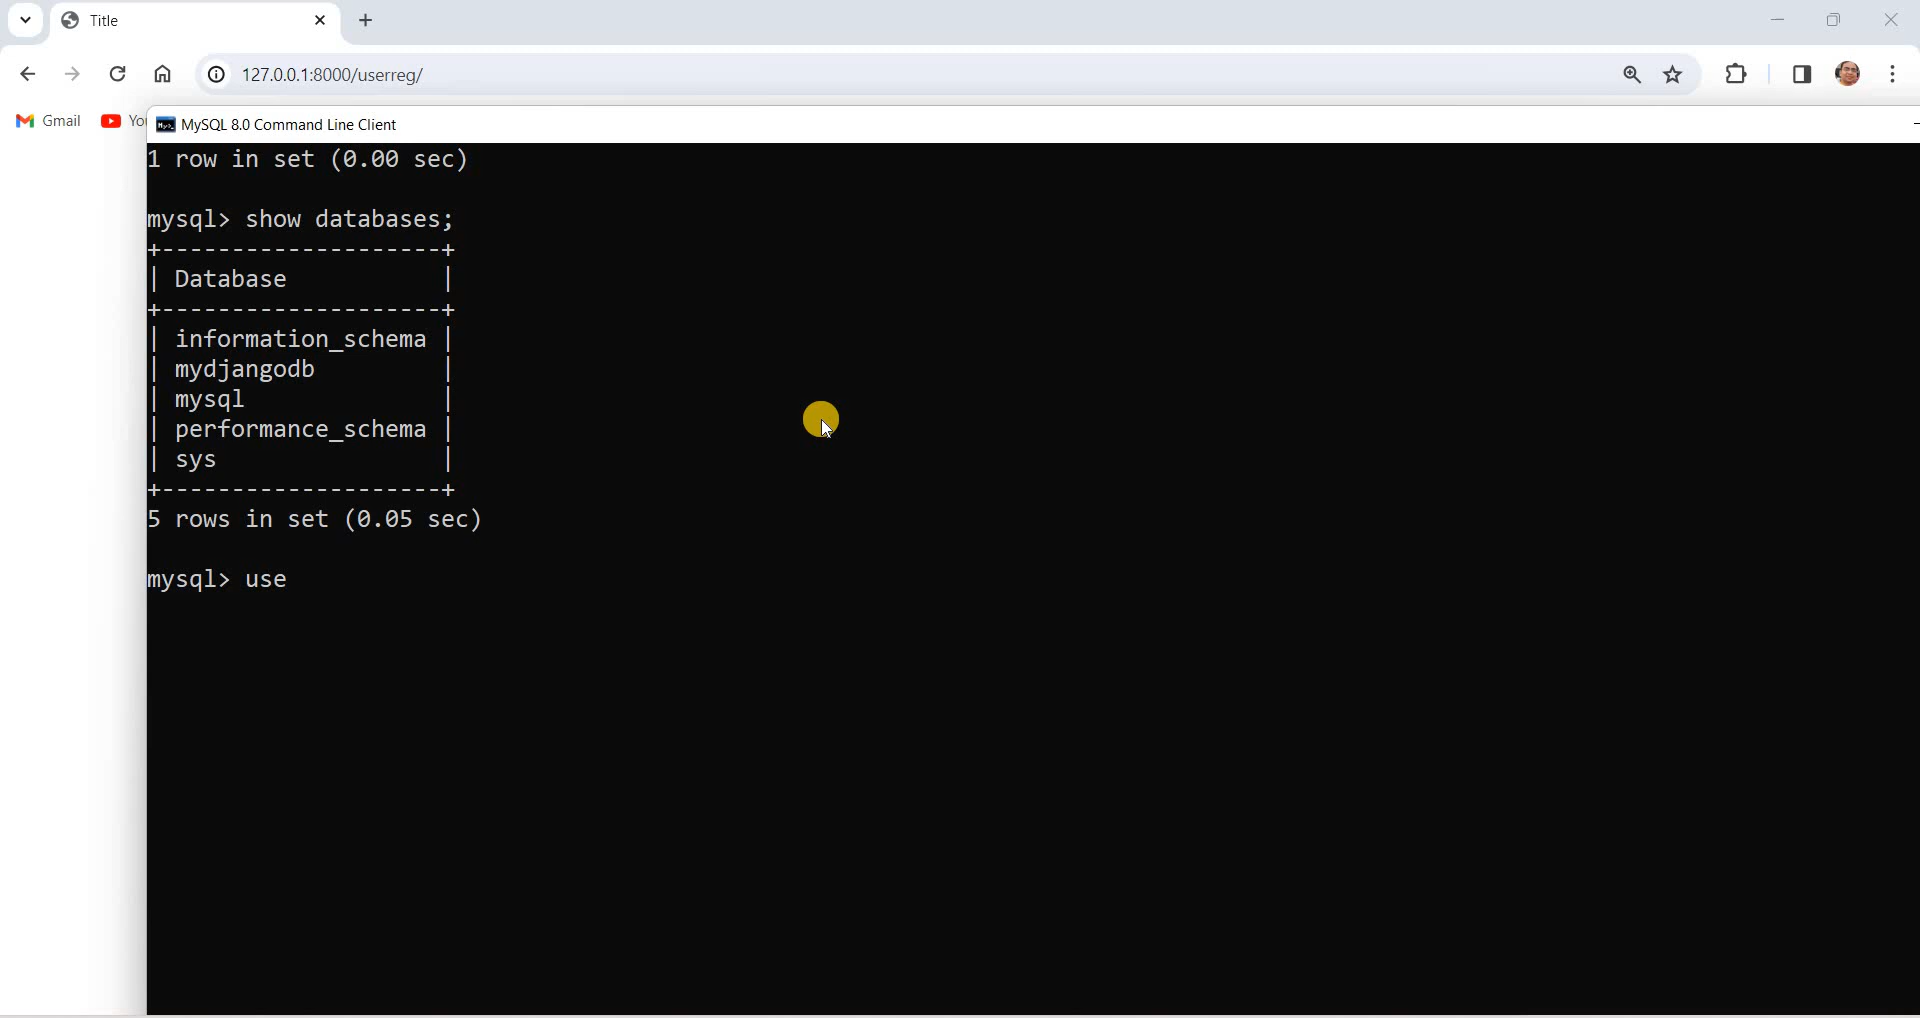 Title
127.0.0.1:8000/userreg/
Gmail
MySQL 8.0 Command Line Client
1 row in set (0.00 sec)
mysql> show databases;
+--------------------+
| Database           |
+--------------------+
| information_schema |
| mydjangodb         |
| mysql              |
| performance_schema |
| sys                |
+--------------------+
5 rows in set (0.05 sec)
mysql> use